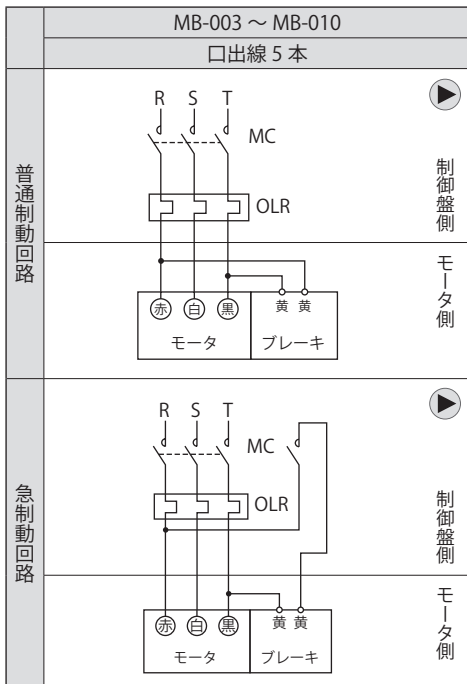 MB-003 ～ MB-010
口出線 5 本
普通制動回路
R S T
MC
OLR
制御盤側
モータ側
赤 白 黒 黄 黄
モータ ブレーキ
急制動回路
R S T
MC
OLR
制御盤側
モータ側
赤 白 黒 黄 黄
モータ ブレーキ